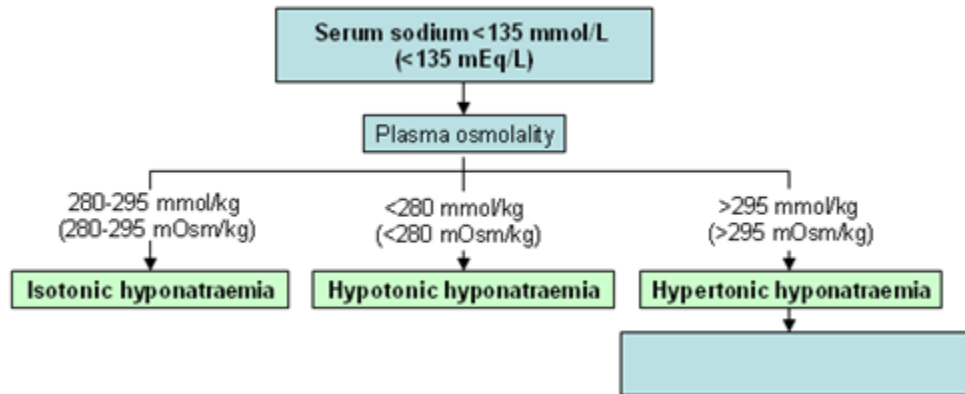 Serum sodium <135 mmol/L
(<135 mEq/L)
Plasma osmolality
280-295 mmol/kg
(280-295 mOsm/kg)
<280 mmol/kg
(<280 mOsm/kg)
>295 mmol/kg
(>295 mOsm/kg)
Isotonic hyponatraemia
Hypotonic hyponatraemia
Hypertonic hyponatraemia